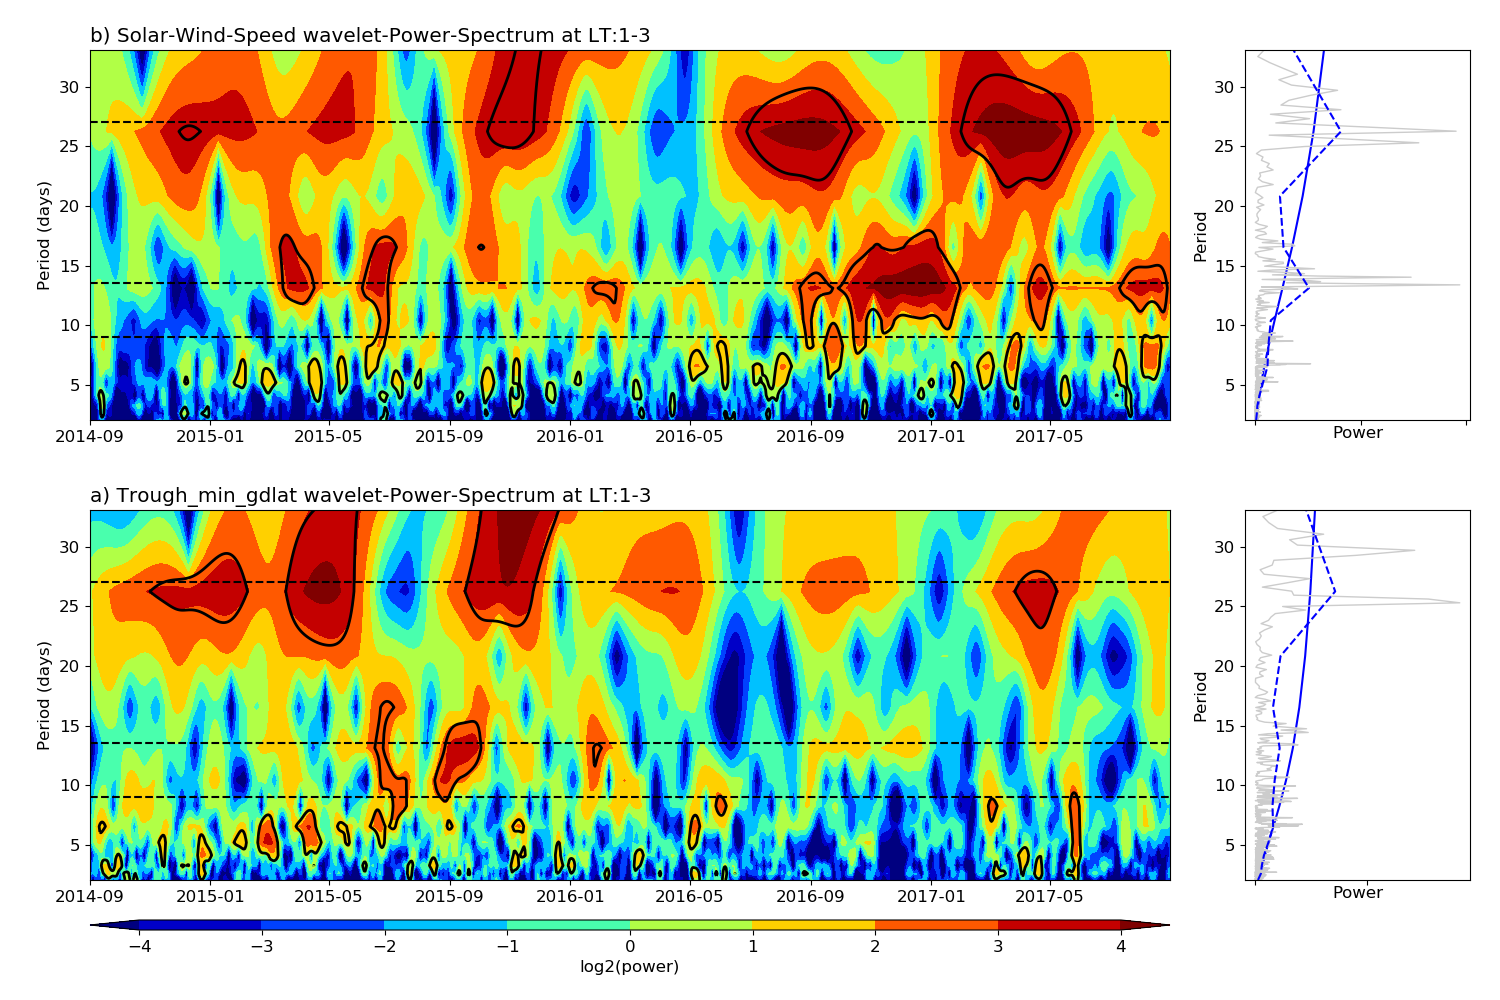 b) Solar-Wind-Speed wavelet-Power-Spectrum at LT:1-3
Period (days)
30
25
20
15
10
5
2014-09 2015-01 2015-05 2015-09 2016-01 2016-05 2016-09 2017-01 2017-05
Period
30
25
20
15
10
5
Power
a) Trough_min_gdlat wavelet-Power-Spectrum at LT:1-3
Period (days)
30
25
20
15
10
5
2014-09 2015-01 2015-05 2015-09 2016-01 2016-05 2016-09 2017-01 2017-05
Period
30
25
20
15
10
5
Power
−4 −3 −2 −1 0 1 2 3 4
log2(power)